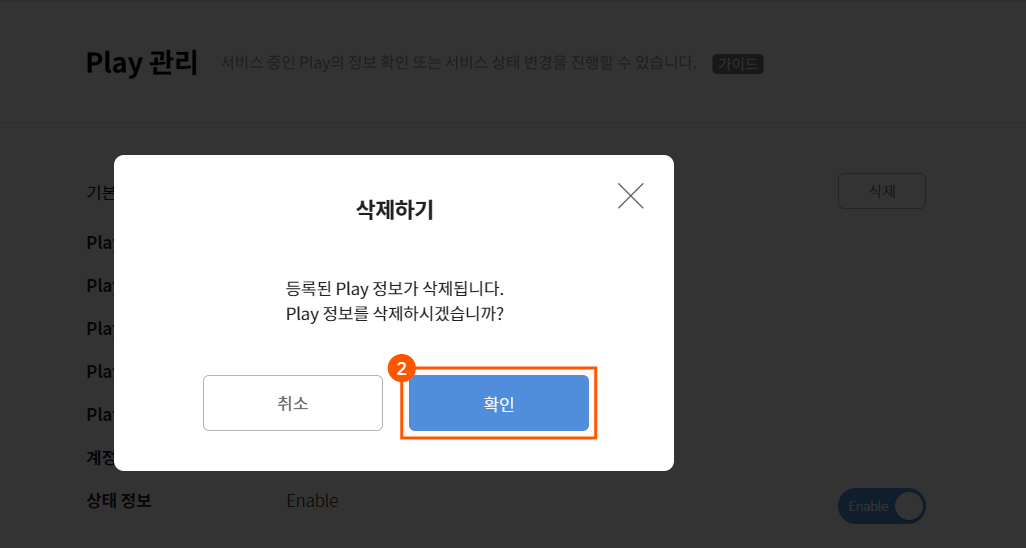 Play 관리 서비스 중인 Play의 정보 확인 또는 서비스 상태 변경을 진행할 수 있습니다. 가이드
기본
삭제
삭제하기
Play
Play
Play
Play
Play
계정
등록된 Play 정보가 삭제됩니다.
Play 정보를 삭제하시겠습니까?
2
취소
확인
상태 정보 Enable
Enable